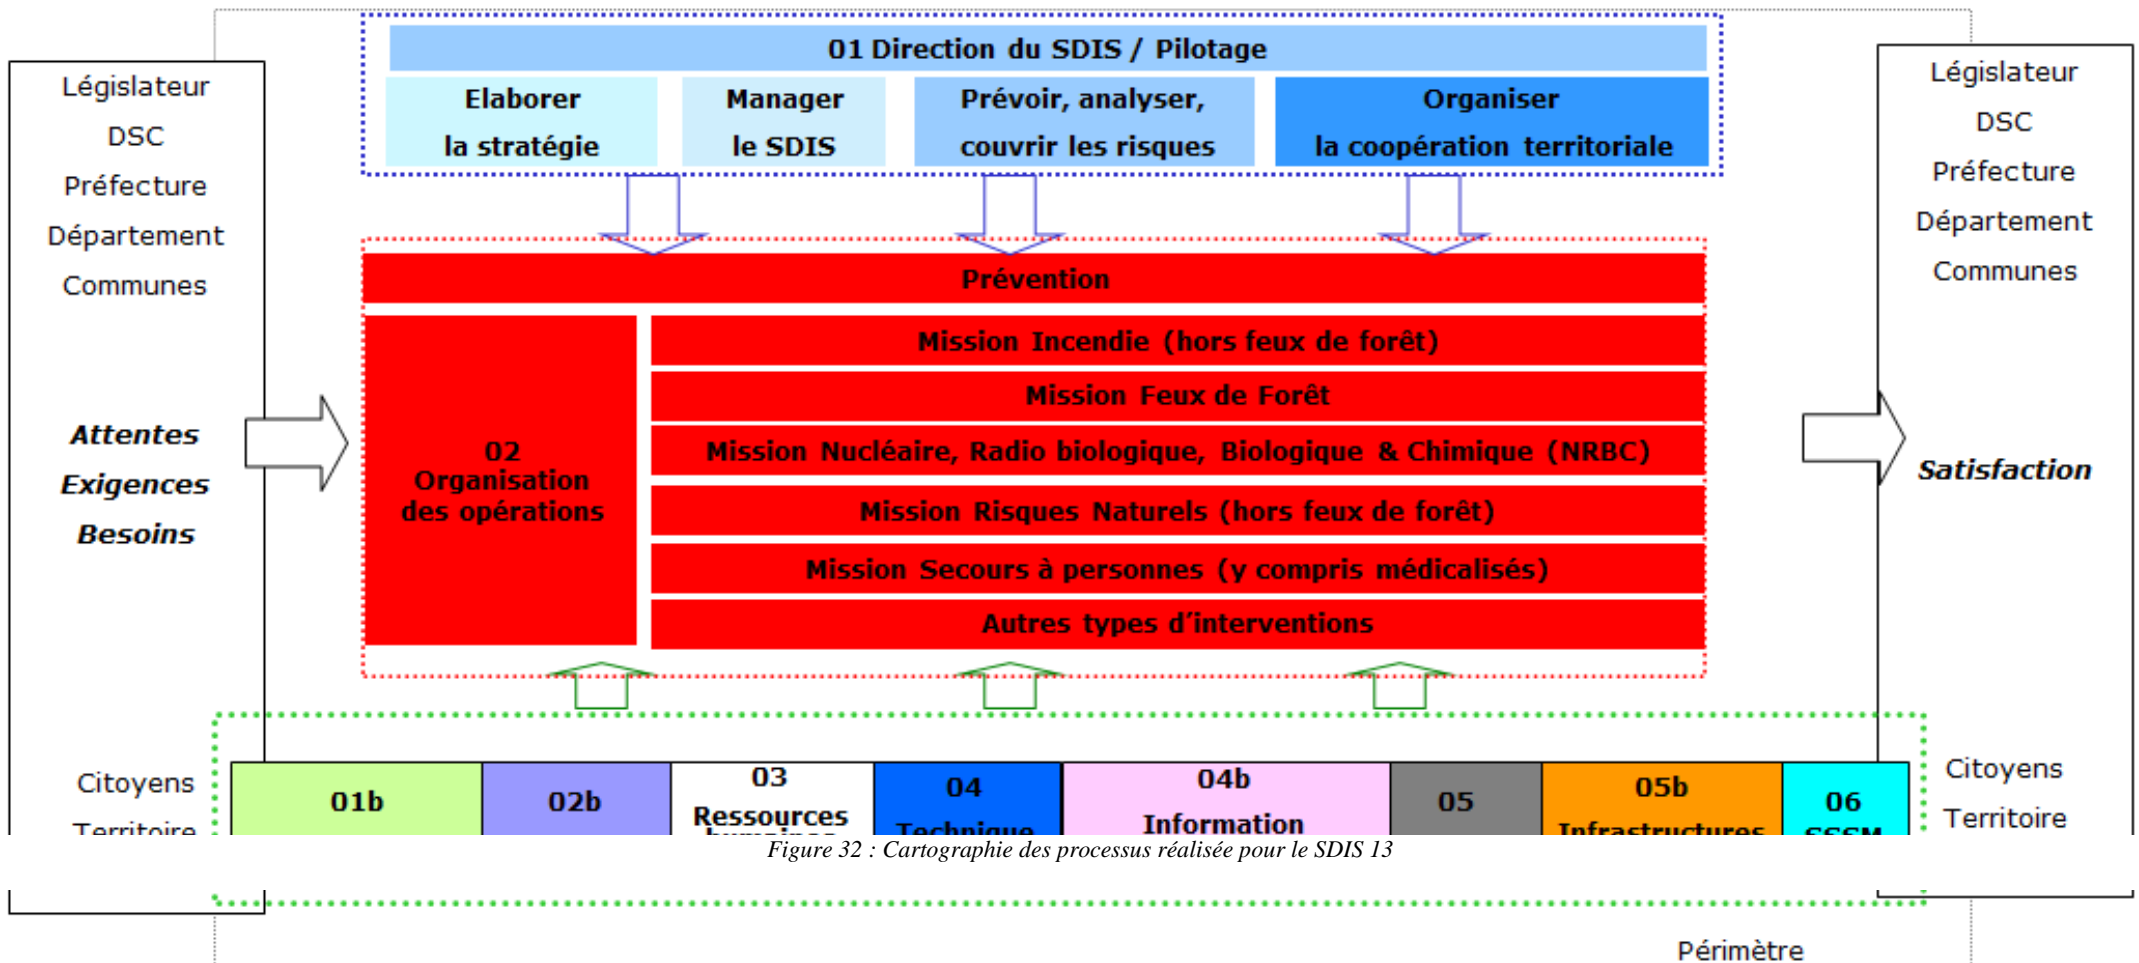 01 Direction du SDIS / Pilotage
Elaborer
la stratégie
Manager
le SDIS
Prévoir, analyser,
couvrir les risques
Organiser
la coopération territoriale
Législateur
DSC
Préfecture
Département
Communes
Attentes
Exigences
Besoins
Citoyens
Territoire
Prévention
02
Organisation
des opérations
Mission Incendie (hors feux de forêt)
Mission Feux de Forêt
Mission Nucléaire, Radio biologique, Biologique & Chimique (NRBC)
Mission Risques Naturels (hors feux de forêt)
Mission Secours à personnes (y compris médicalisés)
Autres types d’interventions
Législateur
DSC
Préfecture
Département
Communes
Satisfaction
Citoyens
Territoire
01b
02b
03
Ressources
humaines
04
Technique
04b
Information
05
05b
Infrastructures
06
SSSM
Figure 32 : Cartographie des processus réalisée pour le SDIS 13
Périmètre